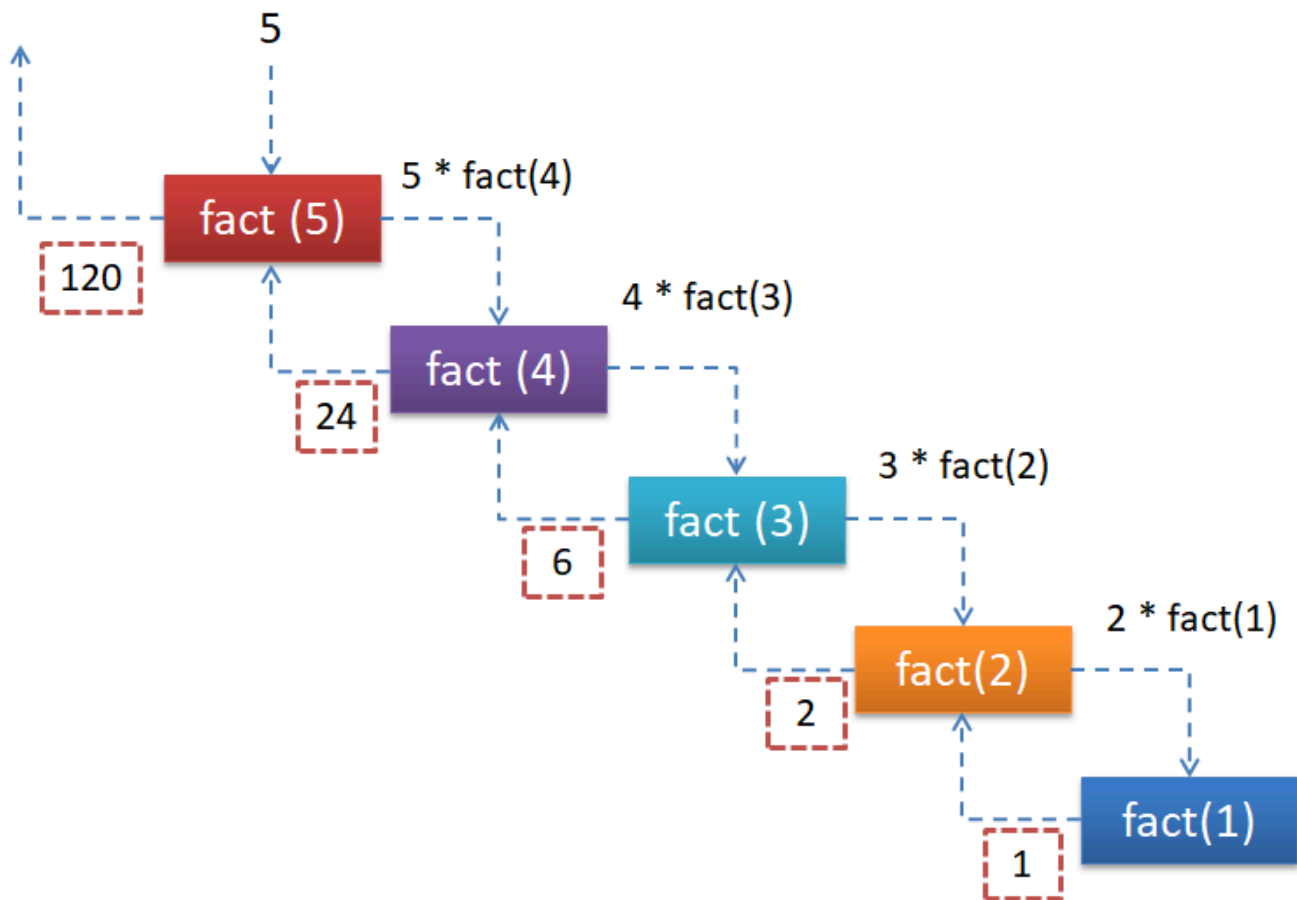 5
5 * fact(4)
fact (5)
120
4 * fact(3)
fact (4)
24
3 * fact(2)
fact (3)
6
2 * fact(1)
fact(2)
2
fact(1)
1